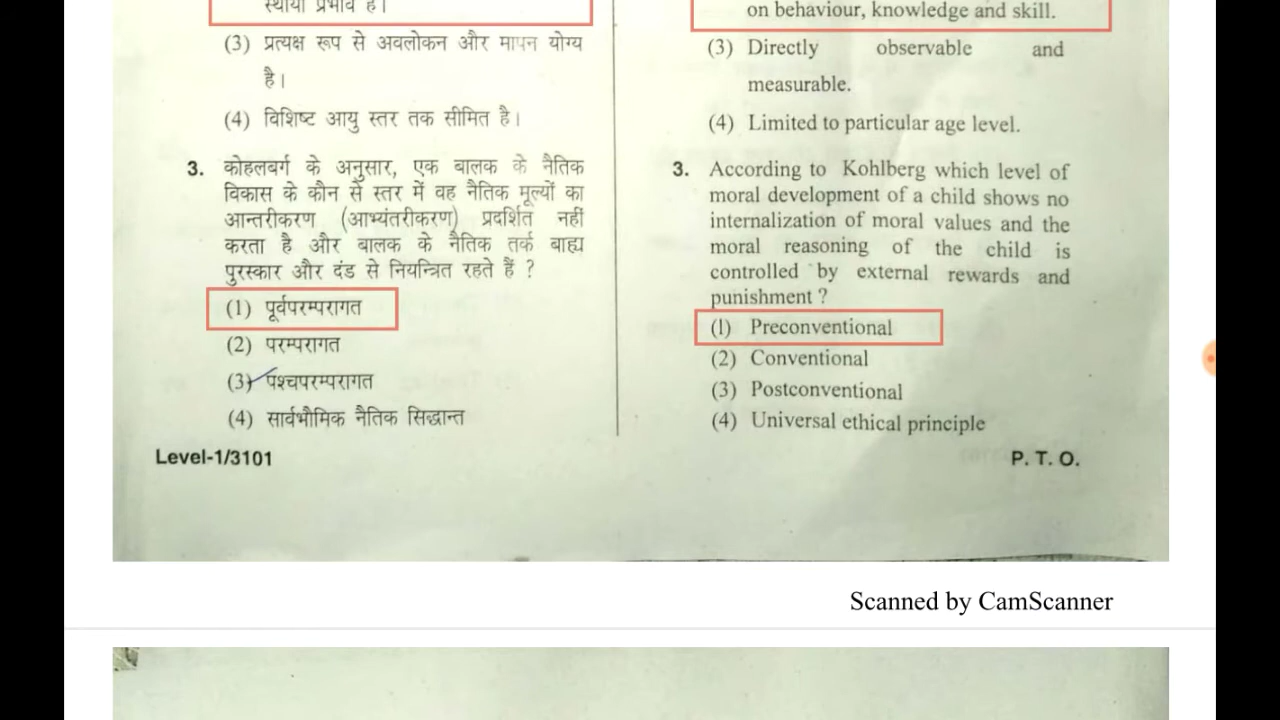 स्थायी प्रभाव है।
(3) प्रत्यक्ष रूप से अवलोकन और मापन योग्य
है।
(4) विशिष्ट आयु स्तर तक सीमित है।
3. कोहलबर्ग के अनुसार, एक बालक के नैतिक
विकास के कौन से स्तर में वह नैतिक मूल्यों का
आन्तरीकरण (आभ्यंतरीकरण) प्रदर्शित नहीं
करता है और बालक के नैतिक तर्क बाह्य
पुरस्कार और दंड से नियन्त्रित रहते हैं ?
(1) पूर्वपरम्परागत
(2) परम्परागत
(3) पश्चपरम्परागत
(4) सार्वभौमिक नैतिक सिद्धान्त
Level-1/3101
on behaviour, knowledge and skill.
(3) Directly observable and
measurable.
(4) Limited to particular age level.
3. According to Kohlberg which level of
moral development of a child shows no
internalization of moral values and the
moral reasoning of the child is
controlled by external rewards and
punishment ?
(1) Preconventional
(2) Conventional
(3) Postconventional
(4) Universal ethical principle
P. T. O.
Scanned by CamScanner